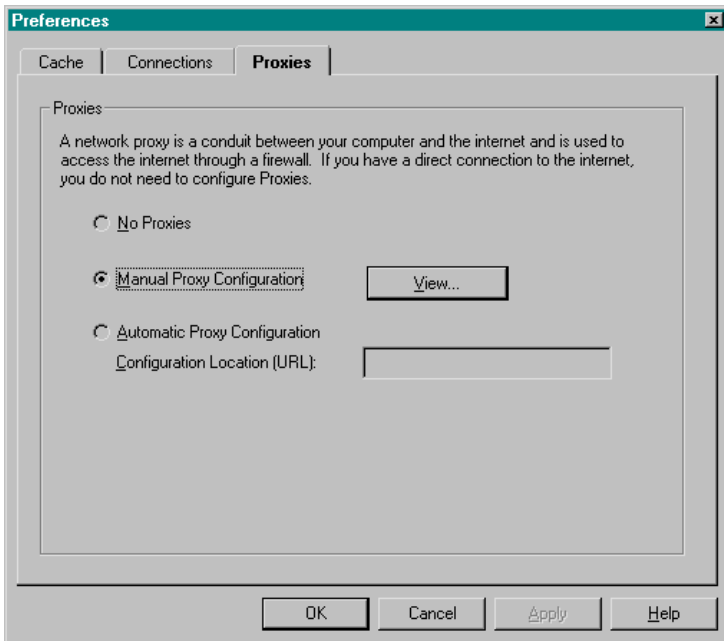 Preferences
Cache Connections Proxies
Proxies
A network proxy is a conduit between your computer and the internet and is used to
access the internet through a firewall. If you have a direct connection to the internet,
you do not need to configure Proxies.
No Proxies
Manual Proxy Configuration View...
Automatic Proxy Configuration
Configuration Location (URL):
OK Cancel Apply Help